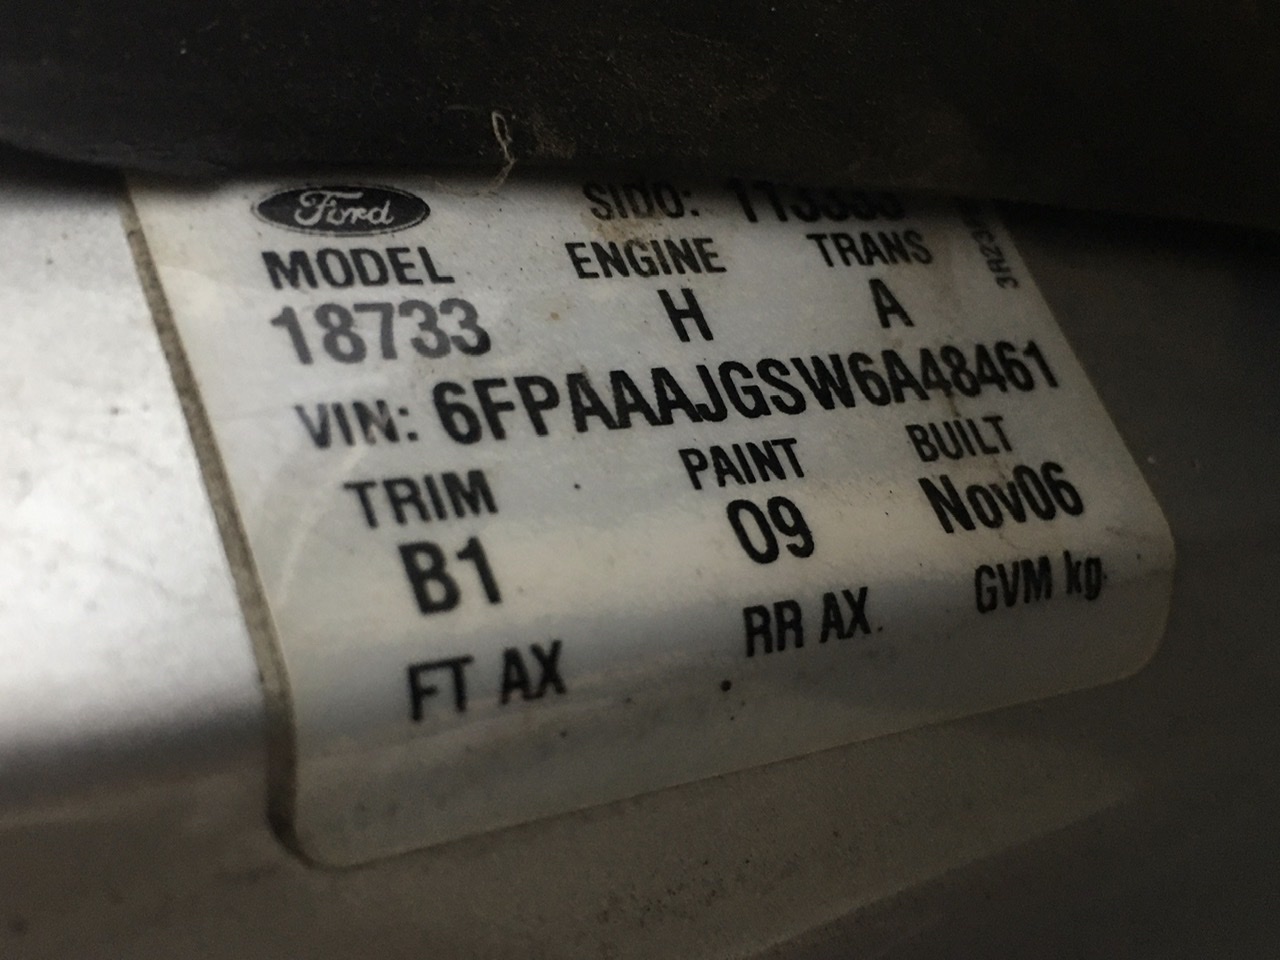 Ford SIDO:
MODEL ENGINE TRANS
18733 H A
VIN: 6FPAAAJGSW6A48461
TRIM PAINT BUILT
B1 09 Nov06
FT AX RR AX. GVM kg